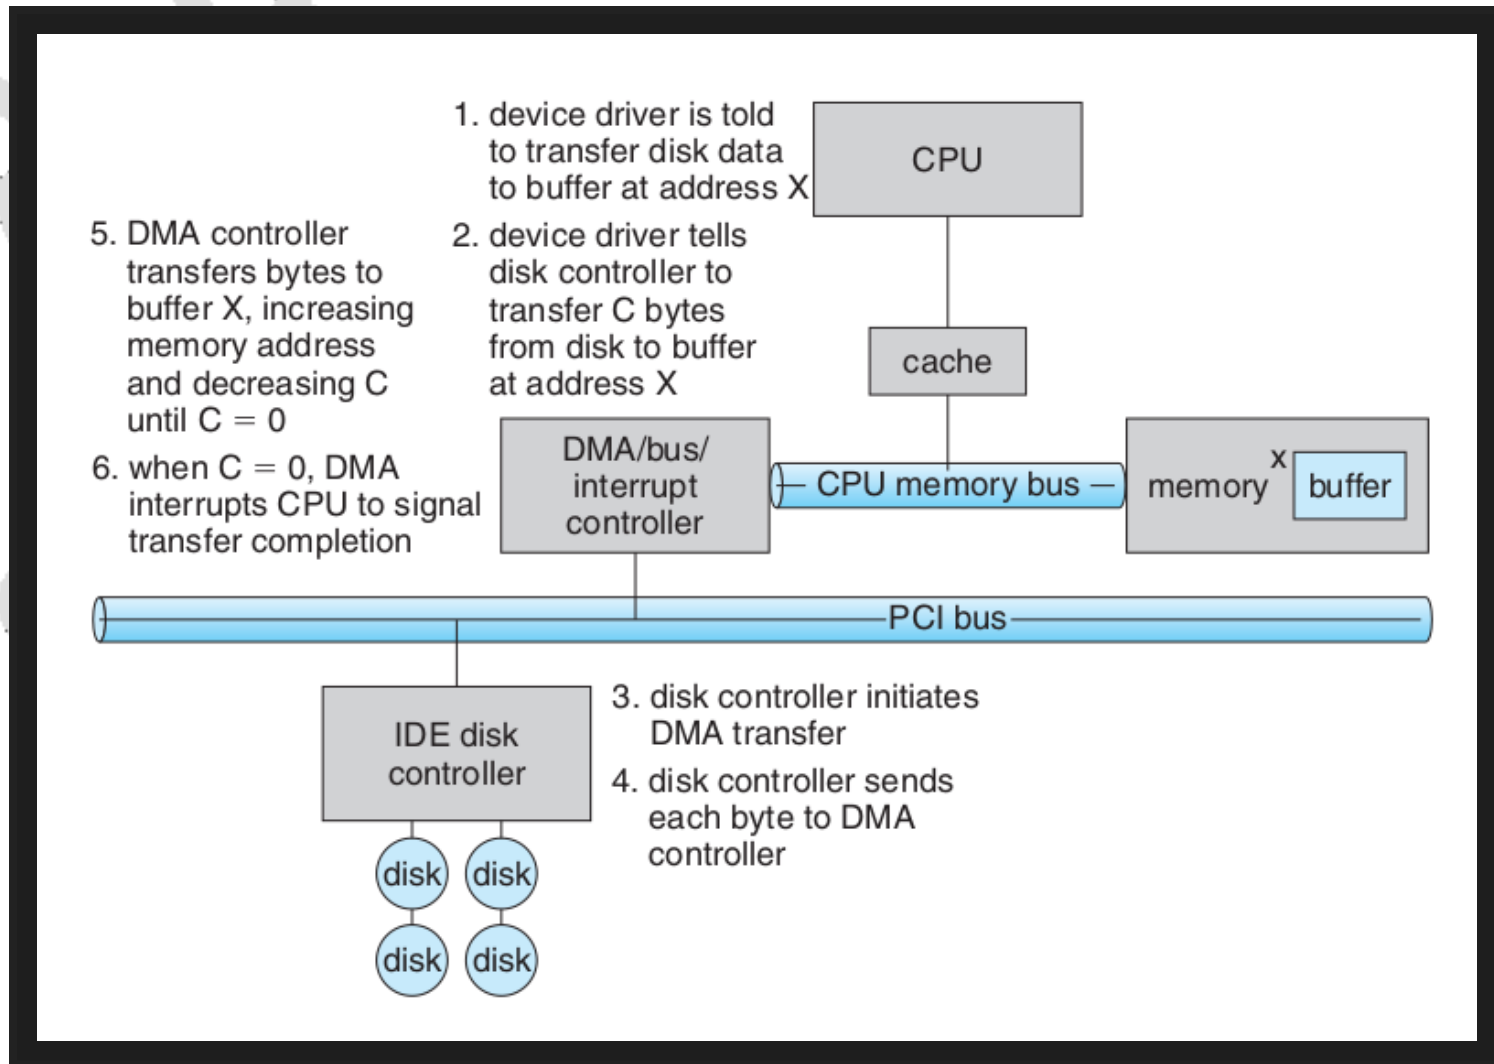 1. device driver is told
to transfer disk data
to buffer at address X
CPU
5. DMA controller
transfers bytes to
buffer X, increasing
memory address
and decreasing C
until C = 0
2. device driver tells
disk controller to
transfer C bytes
from disk to buffer
at address X
cache
6. when C = 0, DMA
interrupts CPU to signal
transfer completion
DMA/bus/
interrupt
controller
CPU memory bus
memory
x
buffer
PCI bus
IDE disk
controller
3. disk controller initiates
DMA transfer
4. disk controller sends
each byte to DMA
controller
disk
disk
disk
disk